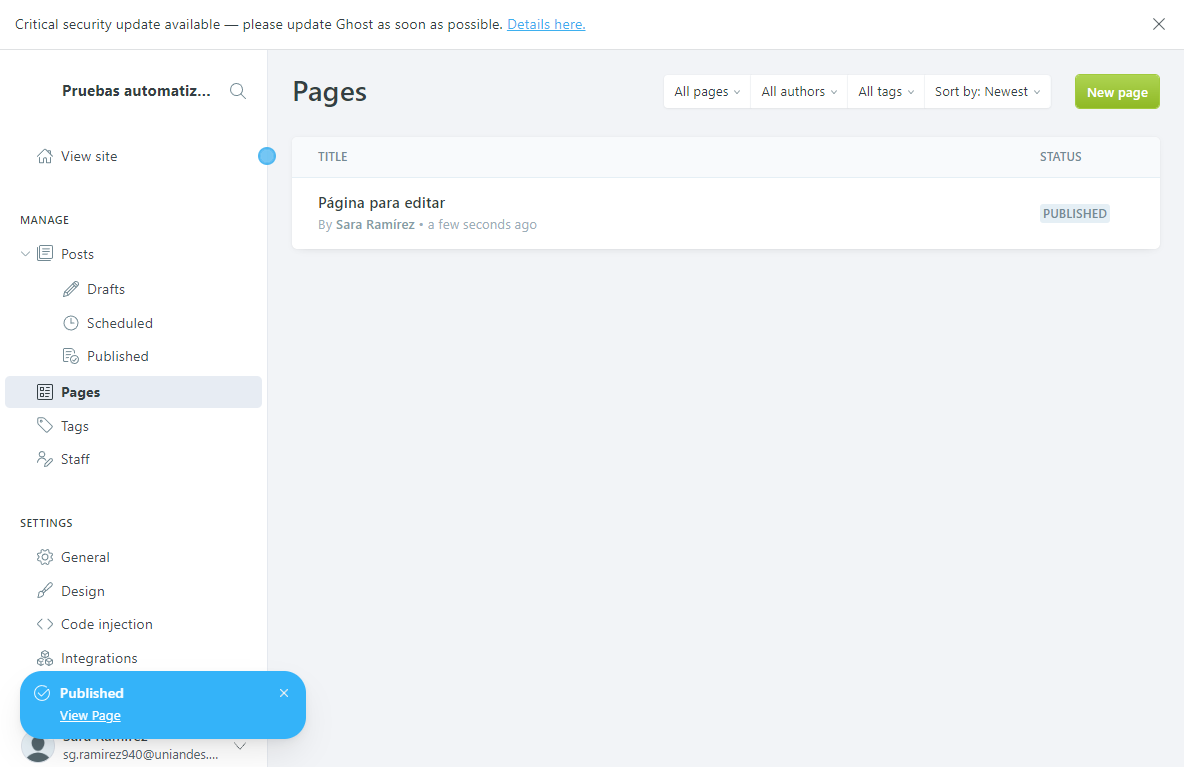 Critical security update available — please update Ghost as soon as possible. Details here.
Pruebas automatiz...
View site
MANAGE
Posts
Drafts
Scheduled
Published
Pages
Tags
Staff
SETTINGS
General
Design
Code injection
Integrations
Published
View Page
Sara Ramírez
sg.ramirez940@uniandes....
Pages
All pages
All authors
All tags
Sort by: Newest
New page
TITLE STATUS
Página para editar
By Sara Ramírez • a few seconds ago
PUBLISHED